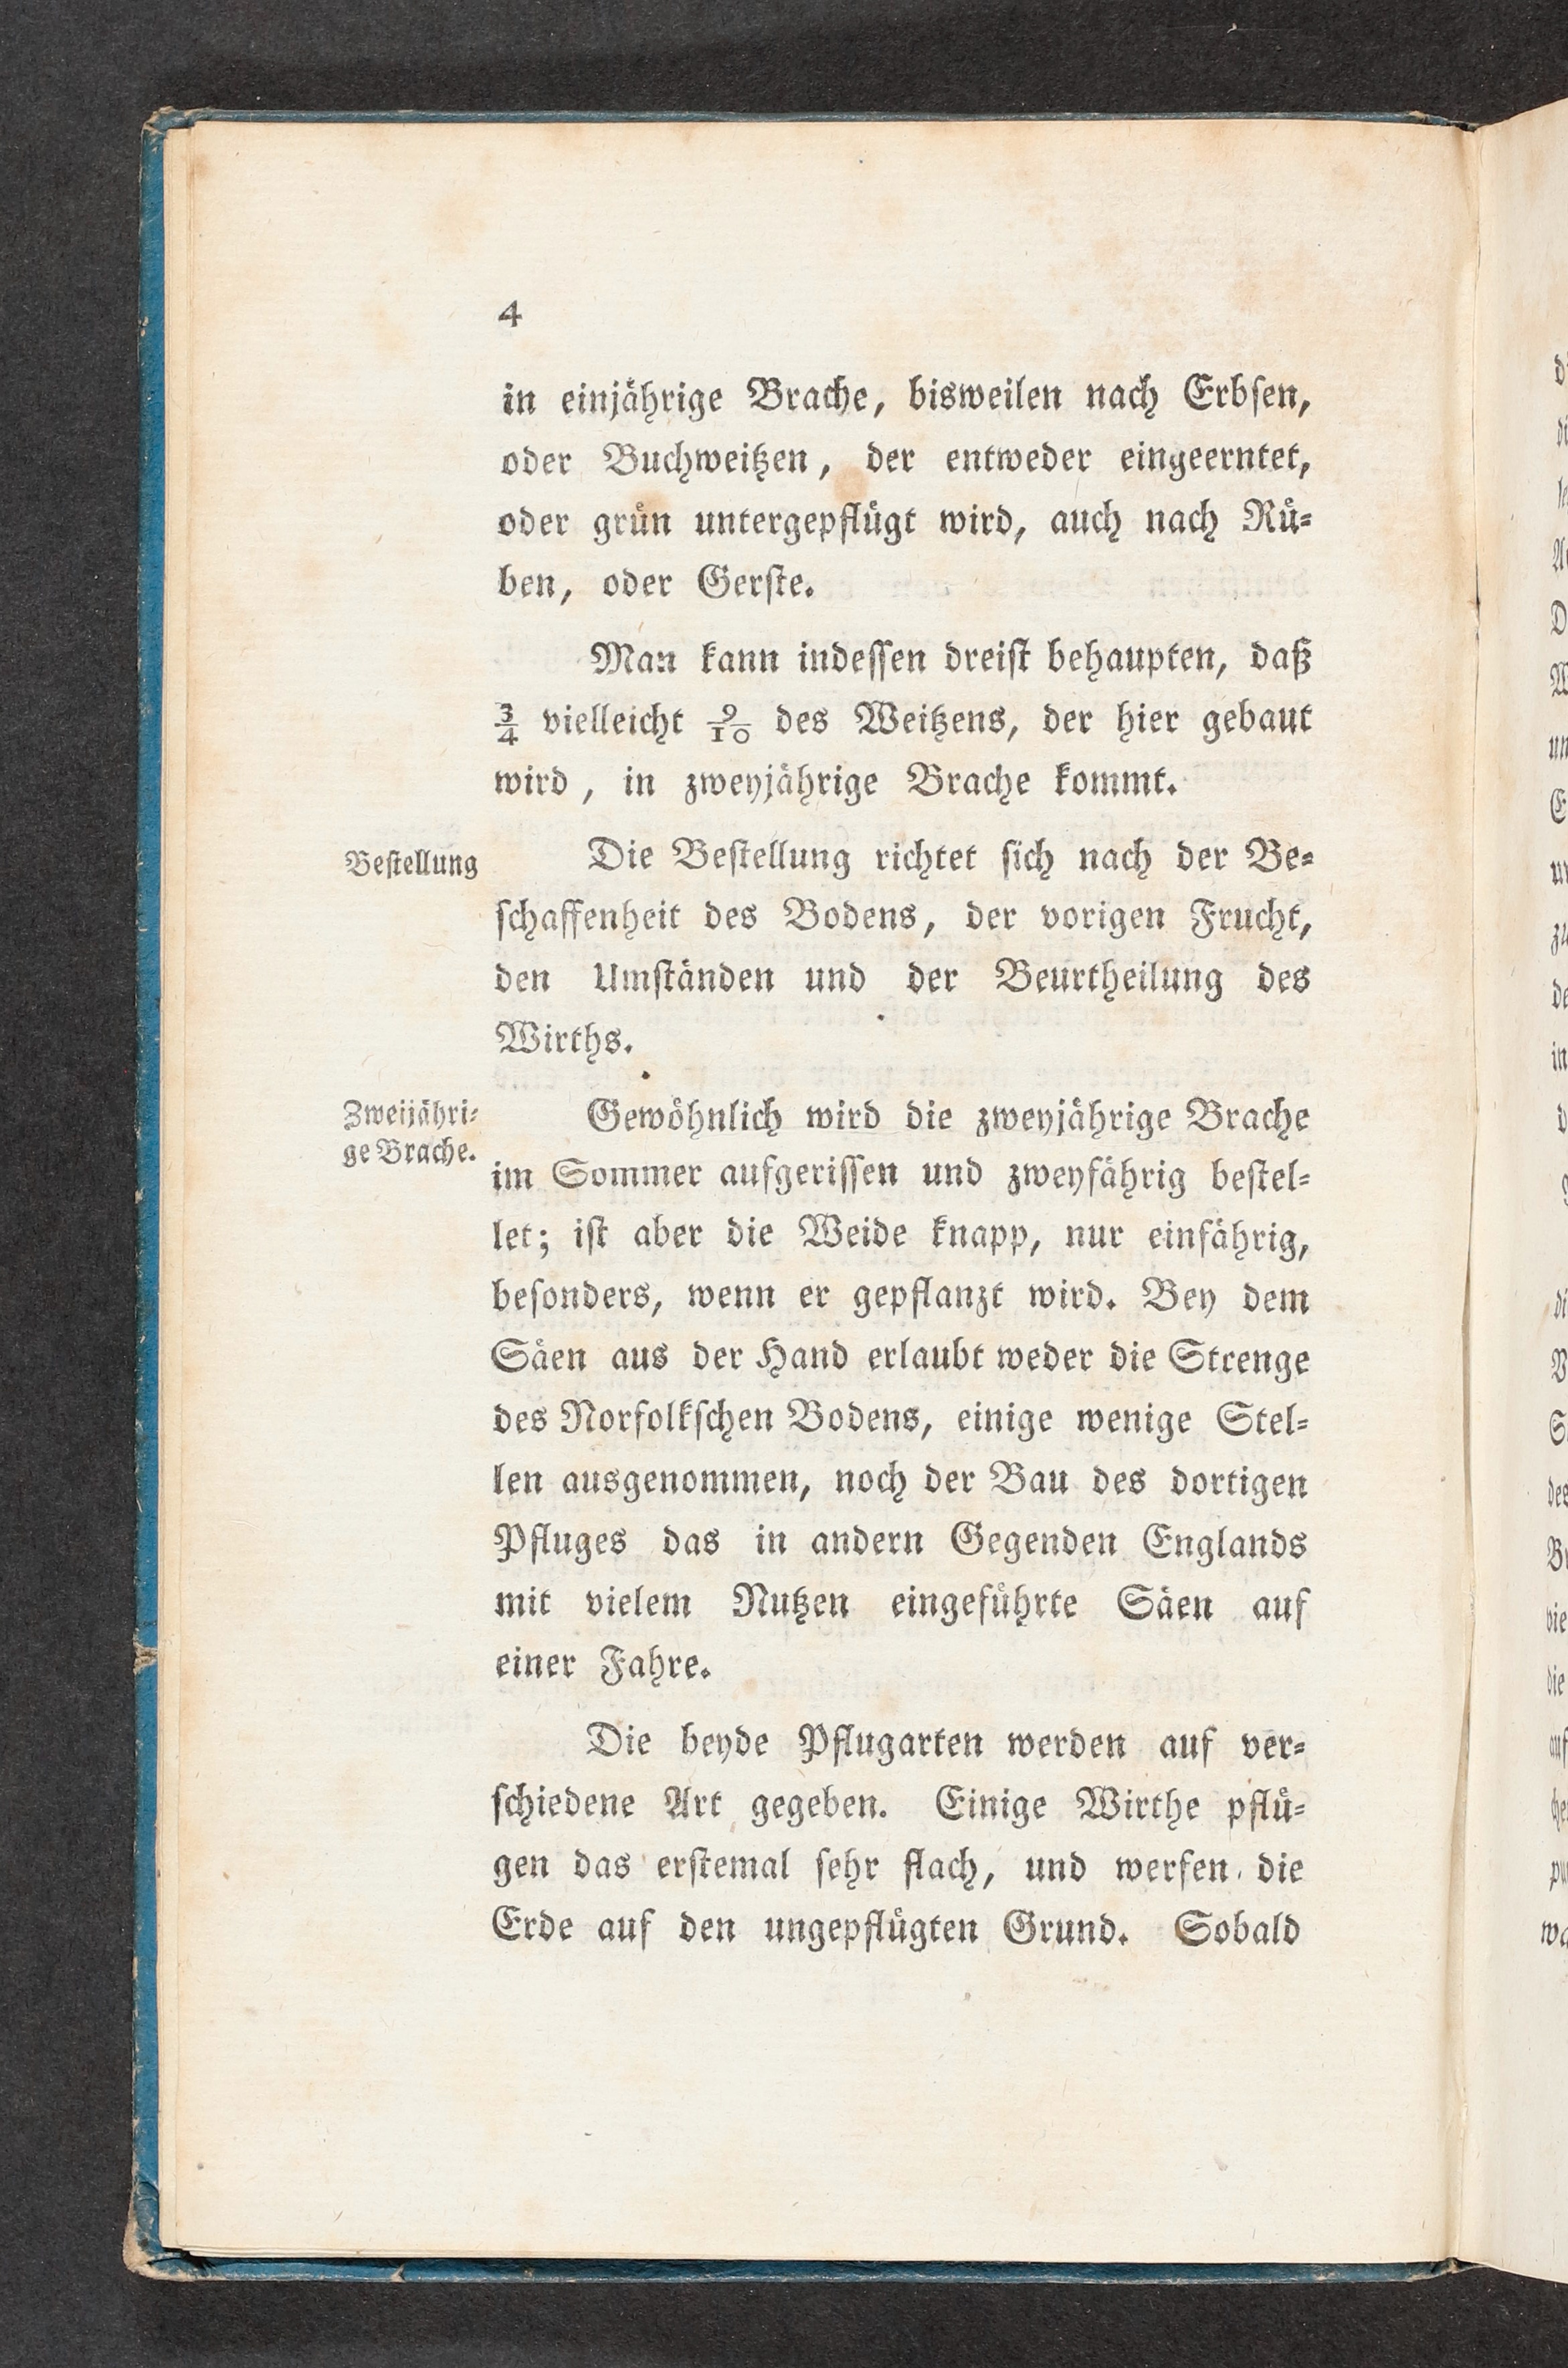 4
in einjährige Brache, bisweilen nach Erbsen,
oder Buchweitzen, der entweder eingeerntet,
oder grün untergepflügt wird, auch nach Rü-
ben, oder Gerste.
Man kann indessen dreist behaupten, daß
3/4 vielleicht 9/10 des Weitzens, der hier gebaut
wird, in zweyjährige Brache kommt.
Bestellung
Die Bestellung richtet sich nach der Be-
schaffenheit des Bodens, der vorigen Frucht,
den Umständen und der Beurtheilung des
Wirths.
Zweijähri-
ge Brache.
Gewöhnlich wird die zweyjährige Brache
im Sommer aufgerissen und zweyfährig bestel-
let; ist aber die Weide knapp, nur einfährig,
besonders, wenn er gepflanzt wird. Bey dem
Säen aus der Hand erlaubt weder die Strenge
des Norfolkschen Bodens, einige wenige Stel-
len ausgenommen, noch der Bau des dortigen
Pfluges das in andern Gegenden Englands
mit vielem Nutzen eingeführte Säen auf
einer Fahre.
Die beyde Pflugarten werden auf ver-
schiedene Art gegeben. Einige Wirthe pflü-
gen das erstemal sehr flach, und werfen die
Erde auf den ungepflügten Grund. Sobald